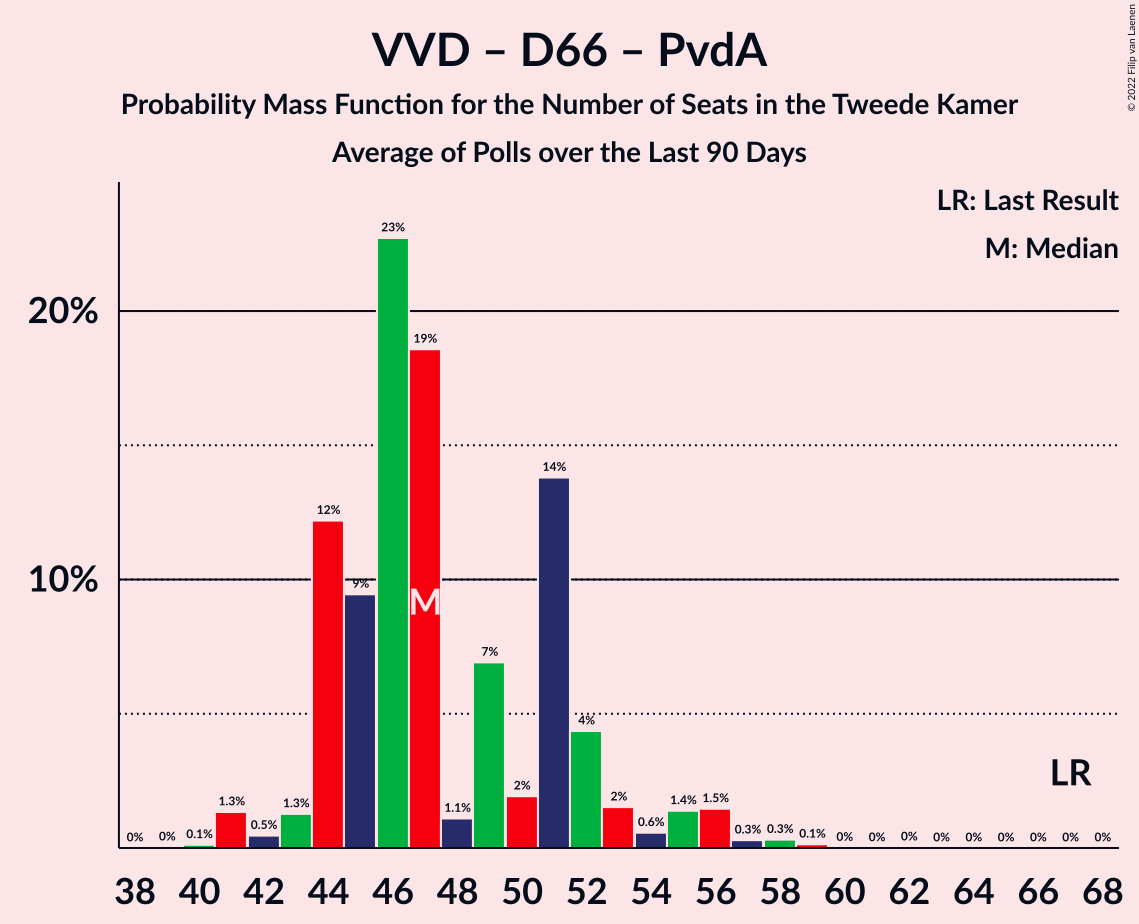 VVD – D66 – PvdA
Probability Mass Function for the Number of Seats in the Tweede Kamer
Average of Polls over the Last 90 Days
© 2022 Filip van Laenen
LR: Last Result
M: Median
20%
10%
0% 0% 0.1% 1.3% 0.5% 1.3% 12% 9% 23% 19% 1.1% 7% 2% 14% 4% 2% 0.6% 1.4% 1.5% 0.3% 0.3% 0.1% 0% 0% 0% 0% 0% 0% 0% 0% 0%
M
LR
38 40 42 44 46 48 50 52 54 56 58 60 62 64 66 68